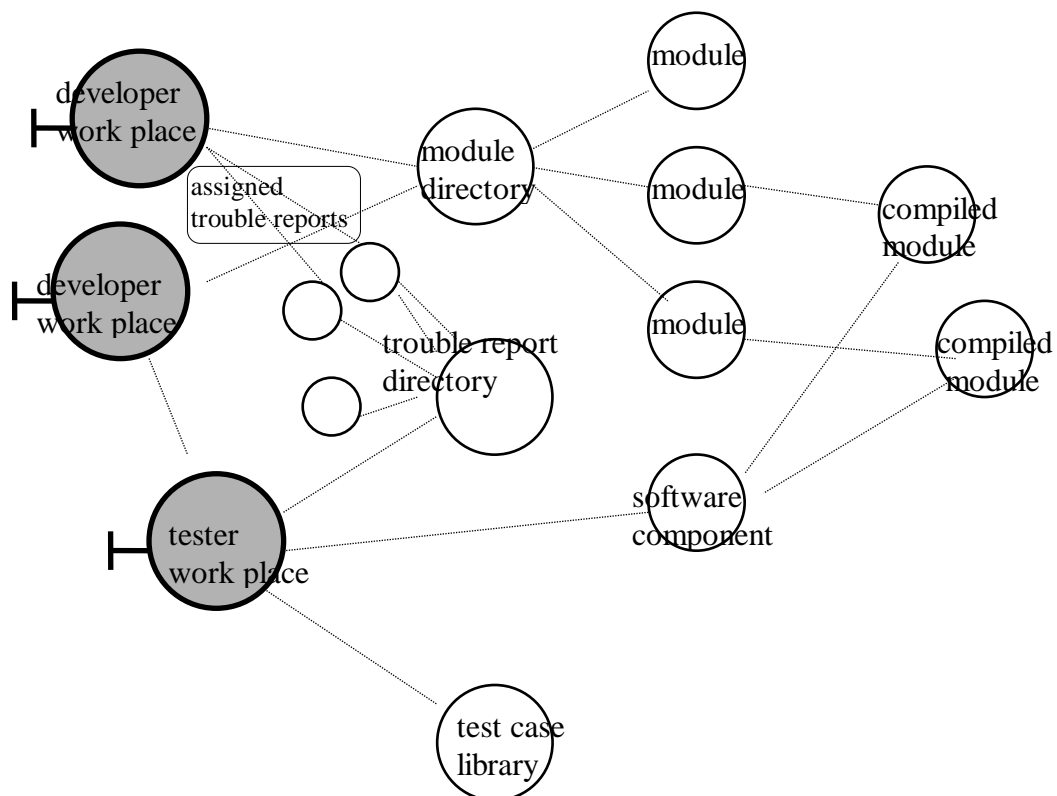 developer
work place
assigned
trouble reports
module
directory
module
module
module
compiled
module
compiled
module
developer
work place
trouble report
directory
tester
work place
software
component
test case
library